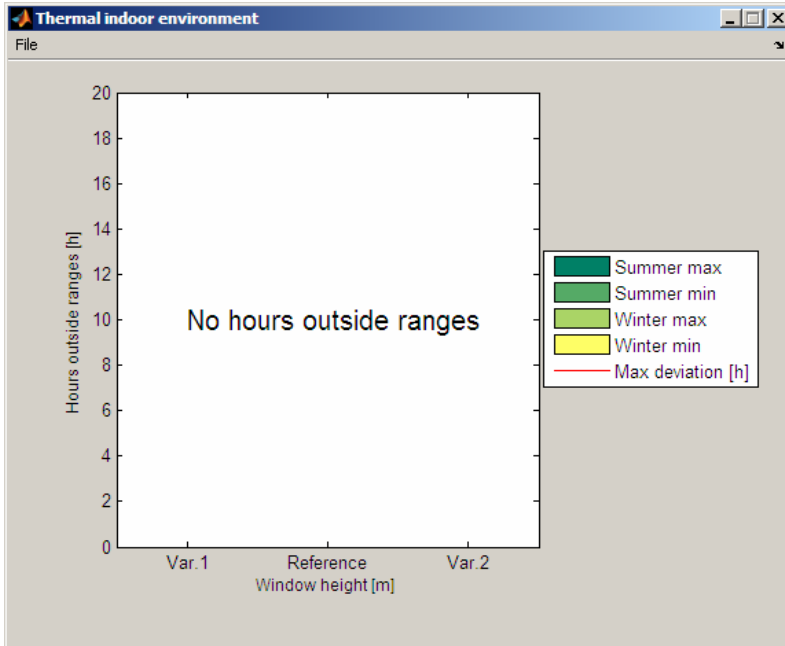 Thermal indoor environment
File
20
18
16
14
12
10
8
6
4
2
0
Hours outside ranges [h]
No hours outside ranges
Var.1 Reference Var.2
Window height [m]
Summer max
Summer min
Winter max
Winter min
Max deviation [h]